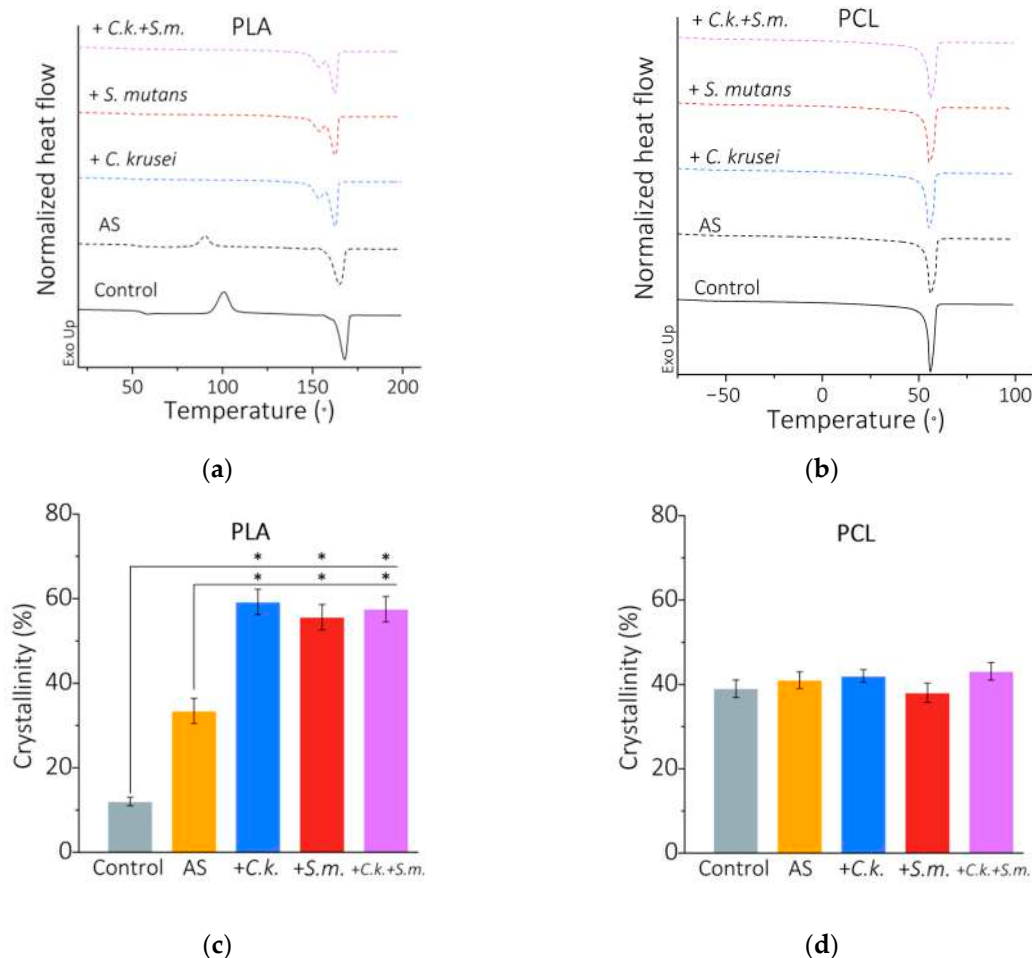 PLA
+ C.k.+S.m.
+ S. mutans
+ C. krusei
AS
Control
Normalized heat flow
Exo Up
50 100 150 200
Temperature (°)
(a)
PCL
+ C.k.+S.m.
+ S. mutans
+ C. krusei
AS
Control
Normalized heat flow
Exo Up
−50 0 50 100
Temperature (°)
(b)
PLA
80
60
40
20
0
Crystallinity (%)
* * *
* * *
Control AS +C.k. +S.m. +C.k.+S.m.
(c)
PCL
80
60
40
20
0
Crystallinity (%)
Control AS +C.k. +S.m. +C.k.+S.m.
(d)